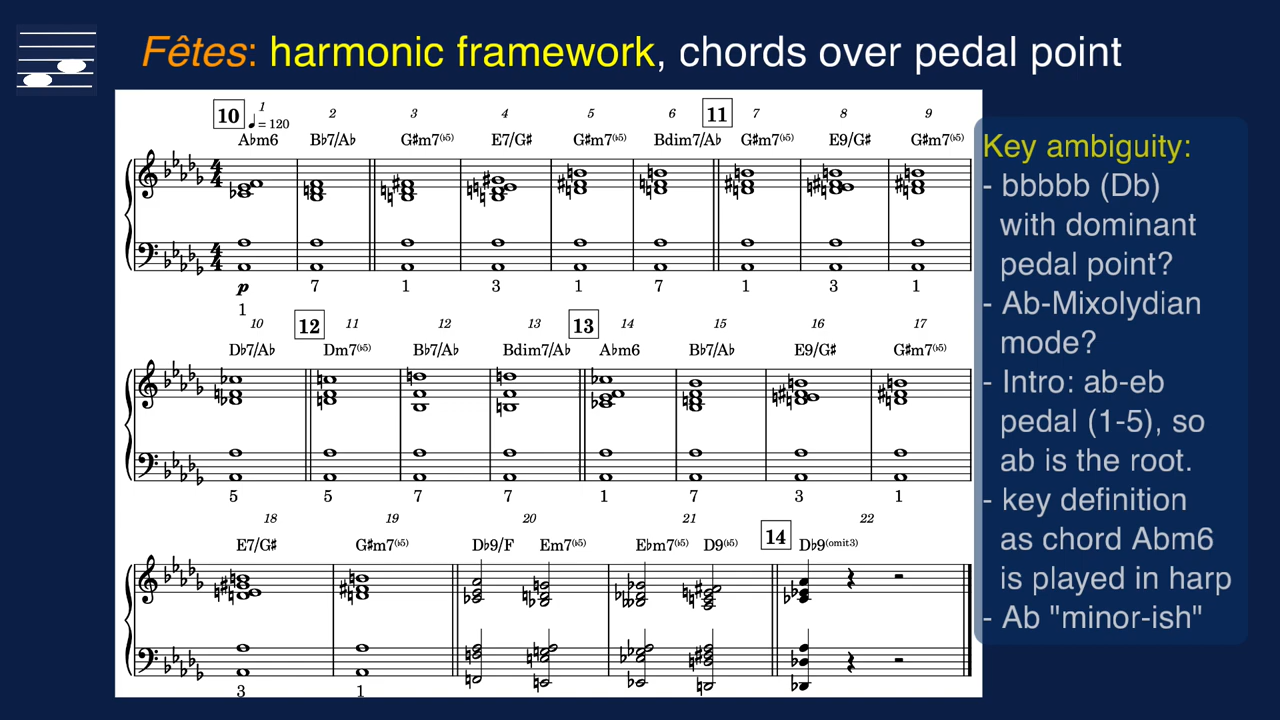 Fêtes: harmonic framework, chords over pedal point
10 1 2 3 4 5 6 11 7 8 9
♩ = 120
A♭m6 B♭7/A♭ G♯m7(♭5) E7/G♯ G♯m7(♭5) Bdim7/A♭ G♯m7(♭5) E9/G♯ G♯m7(♭5)
p 7 1 3 1 7 1 3 1
1
10 12 11 12 13 13 14 15 16 17
D♭7/A♭ Dm7(♭5) B♭7/A♭ Bdim7/A♭ A♭m6 B♭7/A♭ E9/G♯ G♯m7(♭5)
5 5 7 7 1 7 3 1
18 19 20 21 14 22
E7/G♯ G♯m7(♭5) D♭9/F Em7(♭5) E♭m7(♭5) D9(♭5) D♭9(omit3)
3 1
Key ambiguity:
- bbbbb (Db)
with dominant
pedal point?
- Ab-Mixolydian
mode?
- Intro: ab-eb
pedal (1-5), so
ab is the root.
- key definition
as chord Abm6
is played in harp
- Ab "minor-ish"